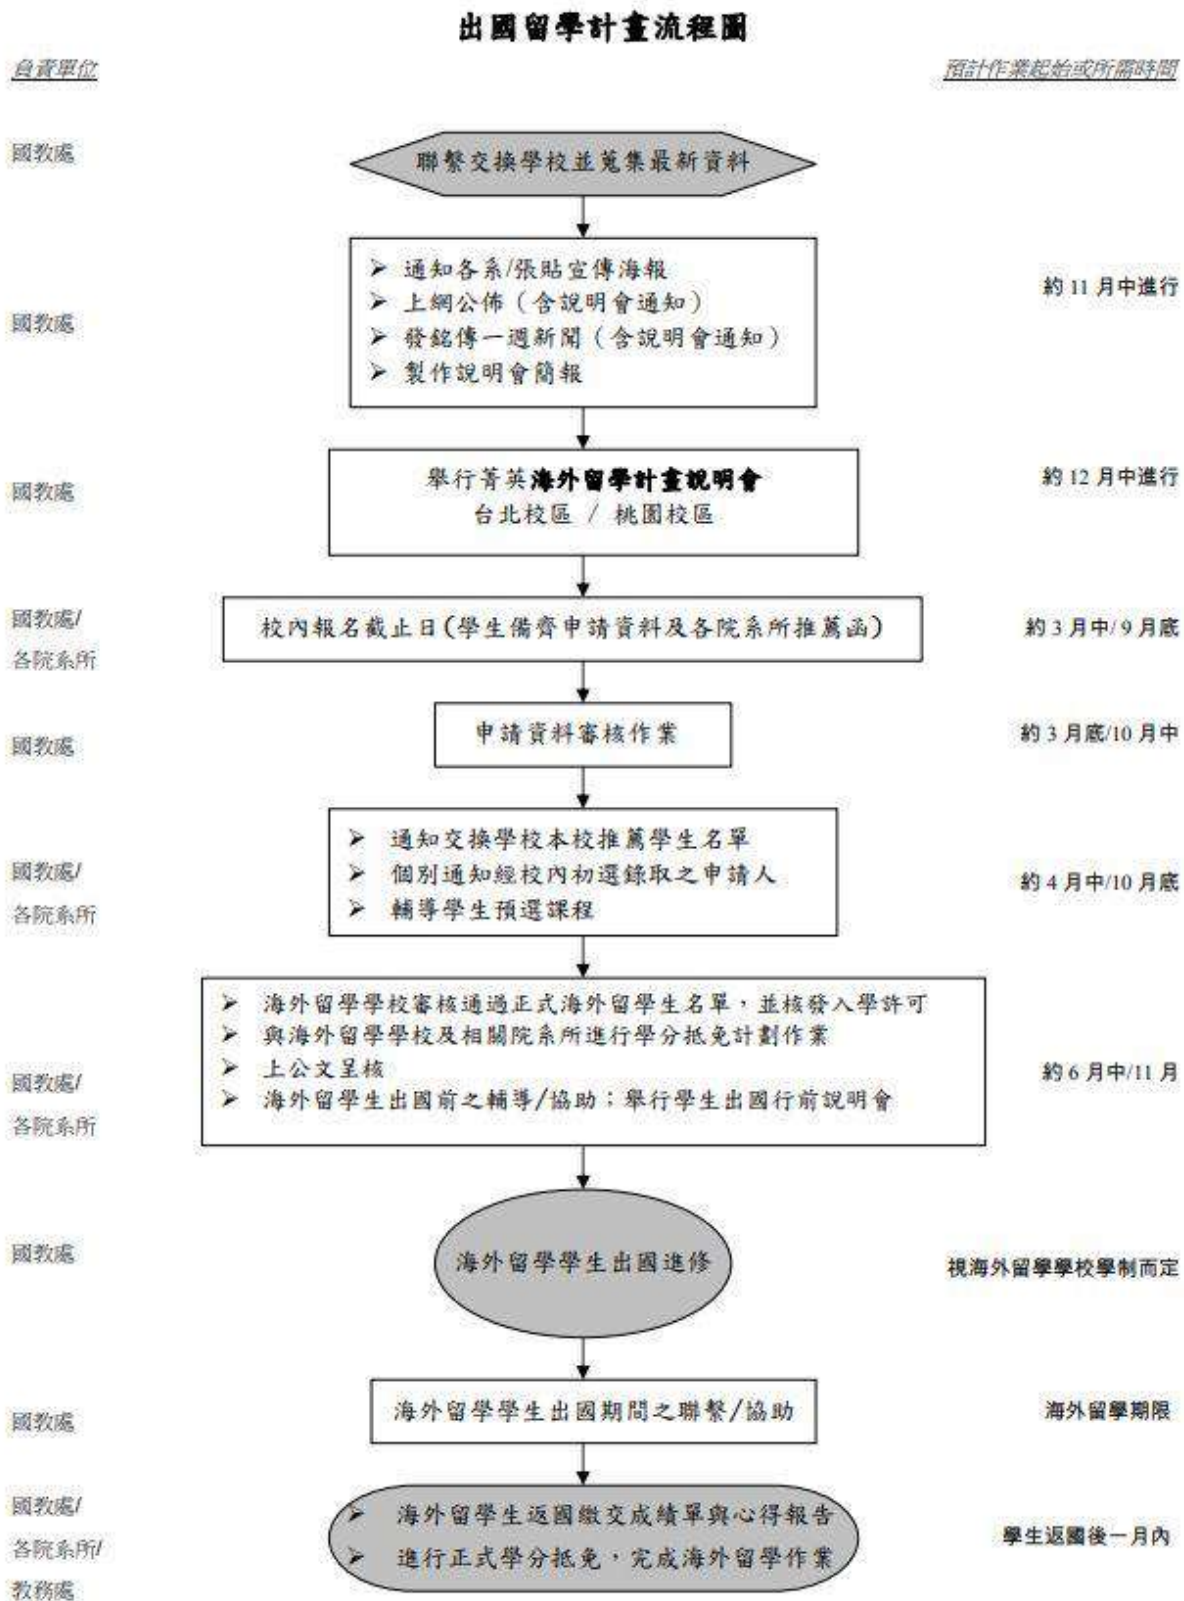 出國留學計畫流程圖
負責單位
預計作業起始或所需時間
國教處
聯繫交換學校並蒐集最新資料
➢ 通知各系/張貼宣傳海報
➢ 上網公佈（含說明會通知）
➢ 發銘傳一週新聞（含說明會通知）
➢ 製作說明會簡報
國教處
約 11 月中進行
國教處
舉行菁英海外留學計畫說明會
台北校區 / 桃園校區
約 12 月中進行
國教處/
各院系所
校內報名截止日(學生備齊申請資料及各院系所推薦函)
約 3 月中/ 9 月底
國教處
申請資料審核作業
約 3 月底/10 月中
國教處/
各院系所
➢ 通知交換學校本校推薦學生名單
➢ 個別通知經校內初選錄取之申請人
➢ 輔導學生預選課程
約 4 月中/10 月底
國教處/
各院系所
➢ 海外留學學校審核通過正式海外留學生名單，並核發入學許可
➢ 與海外留學學校及相關院系所進行學分抵免計劃作業
➢ 上公文呈核
➢ 海外留學生出國前之輔導/協助；舉行學生出國行前說明會
約 6 月中/11 月
國教處
海外留學學生出國進修
視海外留學學校學制而定
國教處
海外留學學生出國期間之聯繫/協助
海外留學期限
國教處/
各院系所/
教務處
➢ 海外留學生返國繳交成績單與心得報告
➢ 進行正式學分抵免，完成海外留學作業
學生返國後一月內